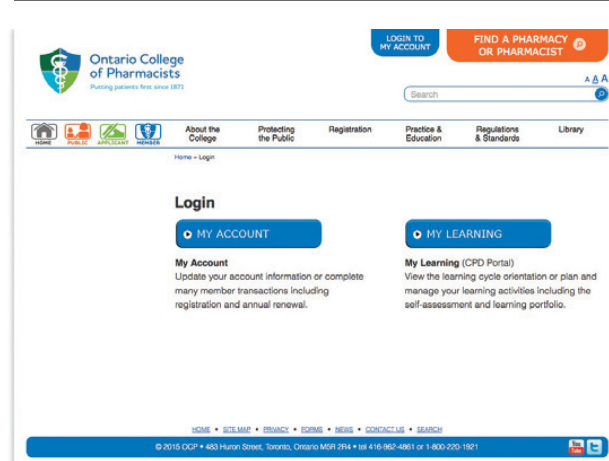 LOGIN TO
MY ACCOUNT
FIND A PHARMACY
OR PHARMACIST
Ontario College
of Pharmacists
Putting patients first since 1871
A A A
Search
HOME
PUBLIC
APPLICANT
MEMBER
About the
College
Protecting
the Public
Registration
Practice &
Education
Regulations
& Standards
Library
Home » Login
Login
MY ACCOUNT
My Account
Update your account information or complete
many member transactions including
registration and annual renewal.
MY LEARNING
My Learning (CPD Portal)
View the learning cycle orientation or plan and
manage your learning activities including the
self-assessment and learning portfolio.
HOME • SITE MAP • PRIVACY • FORMS • NEWS • CONTACT US • SEARCH
© 2015 OCP • 483 Huron Street, Toronto, Ontario M5R 2R4 • tel 416-962-4861 or 1-800-220-1921
You
Tube